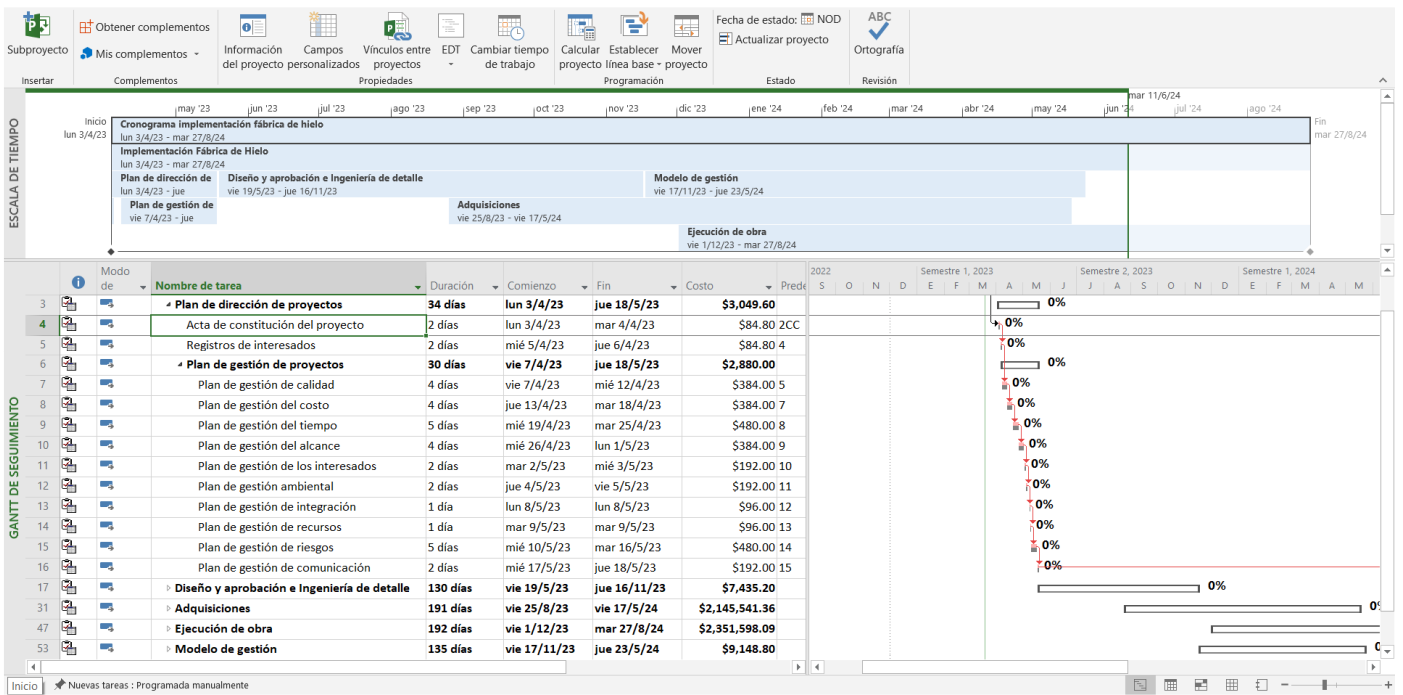 Subproyecto
Insertar
Obtener complementos
Mis complementos
Complementos
Información del proyecto
Campos personalizados
Vínculos entre proyectos
EDT
Cambiar tiempo de trabajo
Propiedades
Calcular proyecto
Establecer línea base
Mover proyecto
Programación
Fecha de estado: NOD
Actualizar proyecto
Estado
ABC
Ortografía
Revisión
ESCALA DE TIEMPO
mar 11/6/24
may '23 jun '23 jul '23 ago '23 sep '23 oct '23 nov '23 dic '23 ene '24 feb '24 mar '24 abr '24 may '24 jun '24 jul '24 ago '24
Inicio
lun 3/4/23
Fin
mar 27/8/24
Cronograma implementación fábrica de hielo
lun 3/4/23 - mar 27/8/24
Implementación Fábrica de Hielo
lun 3/4/23 - mar 27/8/24
Plan de dirección de
lun 3/4/23 - jue
Diseño y aprobación e Ingeniería de detalle
vie 19/5/23 - jue 16/11/23
Modelo de gestión
vie 17/11/23 - jue 23/5/24
Plan de gestión de
vie 7/4/23 - jue
Adquisiciones
vie 25/8/23 - vie 17/5/24
Ejecución de obra
vie 1/12/23 - mar 27/8/24
GANTT DE SEGUIMIENTO
Modo de Nombre de tarea Duración Comienzo Fin Costo Prede
2022 Semestre 1, 2023 Semestre 2, 2023 Semestre 1, 2024
S O N D E F M A M J J A S O N D E F M A M
3 Plan de dirección de proyectos 34 días lun 3/4/23 jue 18/5/23 $3,049.60 0%
4 Acta de constitución del proyecto 2 días lun 3/4/23 mar 4/4/23 $84.80 2CC 0%
5 Registros de interesados 2 días mié 5/4/23 jue 6/4/23 $84.80 4 0%
6 Plan de gestión de proyectos 30 días vie 7/4/23 jue 18/5/23 $2,880.00 0%
7 Plan de gestión de calidad 4 días vie 7/4/23 mié 12/4/23 $384.00 5 0%
8 Plan de gestión del costo 4 días jue 13/4/23 mar 18/4/23 $384.00 7 0%
9 Plan de gestión del tiempo 5 días mié 19/4/23 mar 25/4/23 $480.00 8 0%
10 Plan de gestión del alcance 4 días mié 26/4/23 lun 1/5/23 $384.00 9 0%
11 Plan de gestión de los interesados 2 días mar 2/5/23 mié 3/5/23 $192.00 10 0%
12 Plan de gestión ambiental 2 días jue 4/5/23 vie 5/5/23 $192.00 11 0%
13 Plan de gestión de integración 1 día lun 8/5/23 lun 8/5/23 $96.00 12 0%
14 Plan de gestión de recursos 1 día mar 9/5/23 mar 9/5/23 $96.00 13 0%
15 Plan de gestión de riesgos 5 días mié 10/5/23 mar 16/5/23 $480.00 14 0%
16 Plan de gestión de comunicación 2 días mié 17/5/23 jue 18/5/23 $192.00 15 0%
17 Diseño y aprobación e Ingeniería de detalle 130 días vie 19/5/23 jue 16/11/23 $7,435.20 0%
31 Adquisiciones 191 días vie 25/8/23 vie 17/5/24 $2,145,541.36
47 Ejecución de obra 192 días vie 1/12/23 mar 27/8/24 $2,351,598.09
53 Modelo de gestión 135 días vie 17/11/23 jue 23/5/24 $9,148.80
Inicio
Nuevas tareas : Programada manualmente